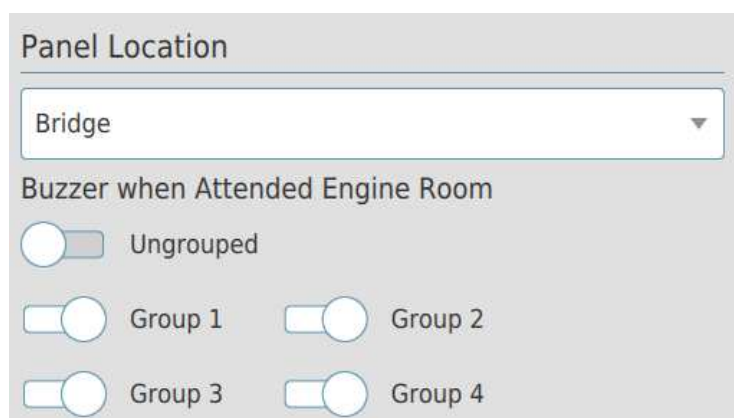 Panel Location
Bridge
Buzzer when Attended Engine Room
Ungrouped
Group 1 Group 2
Group 3 Group 4